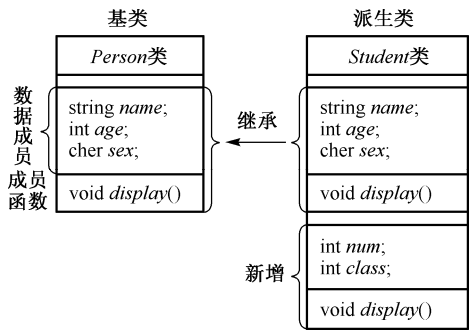 基类
派生类
Person类
Student类
数据成员
string name;
int age;
cher sex;
继承
string name;
int age;
cher sex;
成员
函数
void display()
void display()
新增
int num;
int class;
void display()